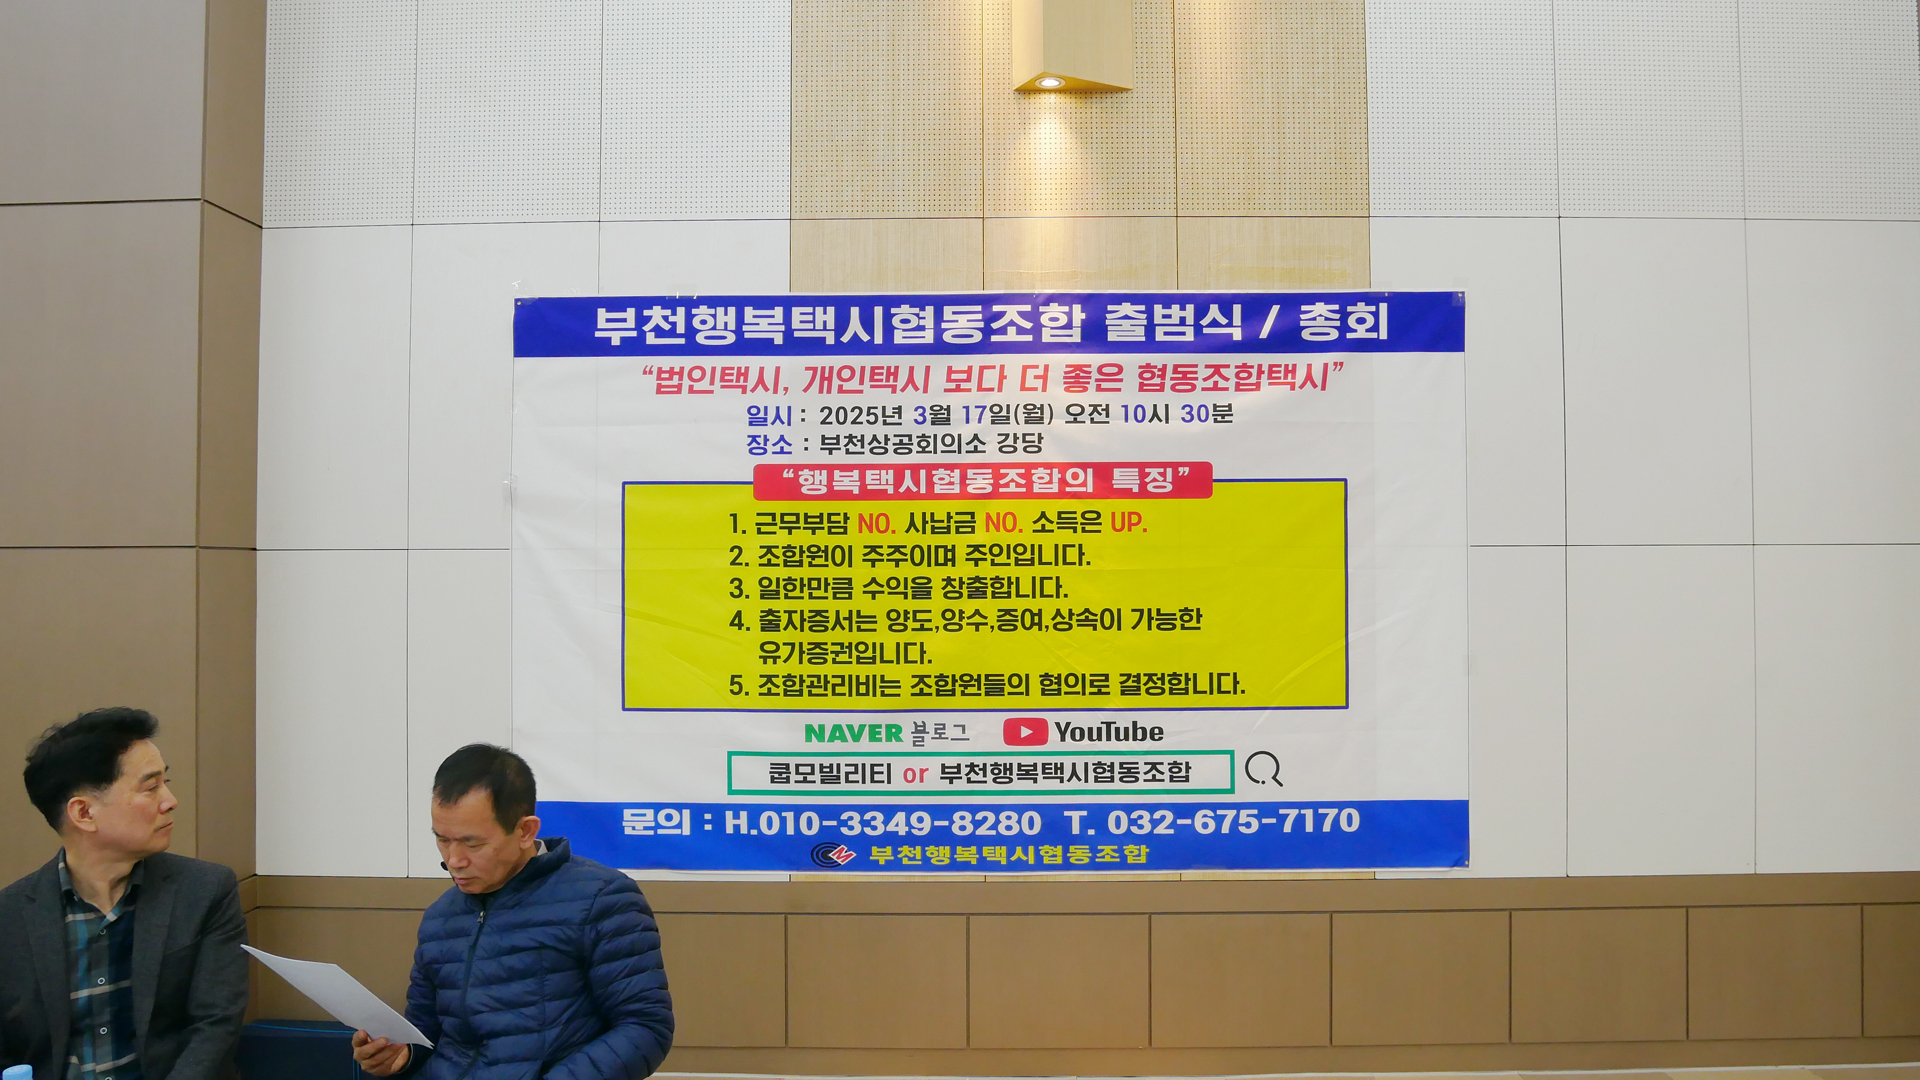 부천행복택시협동조합 출범식 / 총회
“법인택시, 개인택시 보다 더 좋은 협동조합택시”
일시 : 2025년 3월 17일(월) 오전 10시 30분
장소 : 부천상공회의소 강당
“행복택시협동조합의 특징”
1. 근무부담 NO. 사납금 NO. 소득은 UP.
2. 조합원이 주주이며 주인입니다.
3. 일한만큼 수익을 창출합니다.
4. 출자증서는 양도,양수,증여,상속이 가능한
유가증권입니다.
5. 조합관리비는 조합원들의 협의로 결정합니다.
NAVER 블로그 YouTube
쿱모빌리티 or 부천행복택시협동조합
문의 : H.010-3349-8280 T. 032-675-7170
부천행복택시협동조합